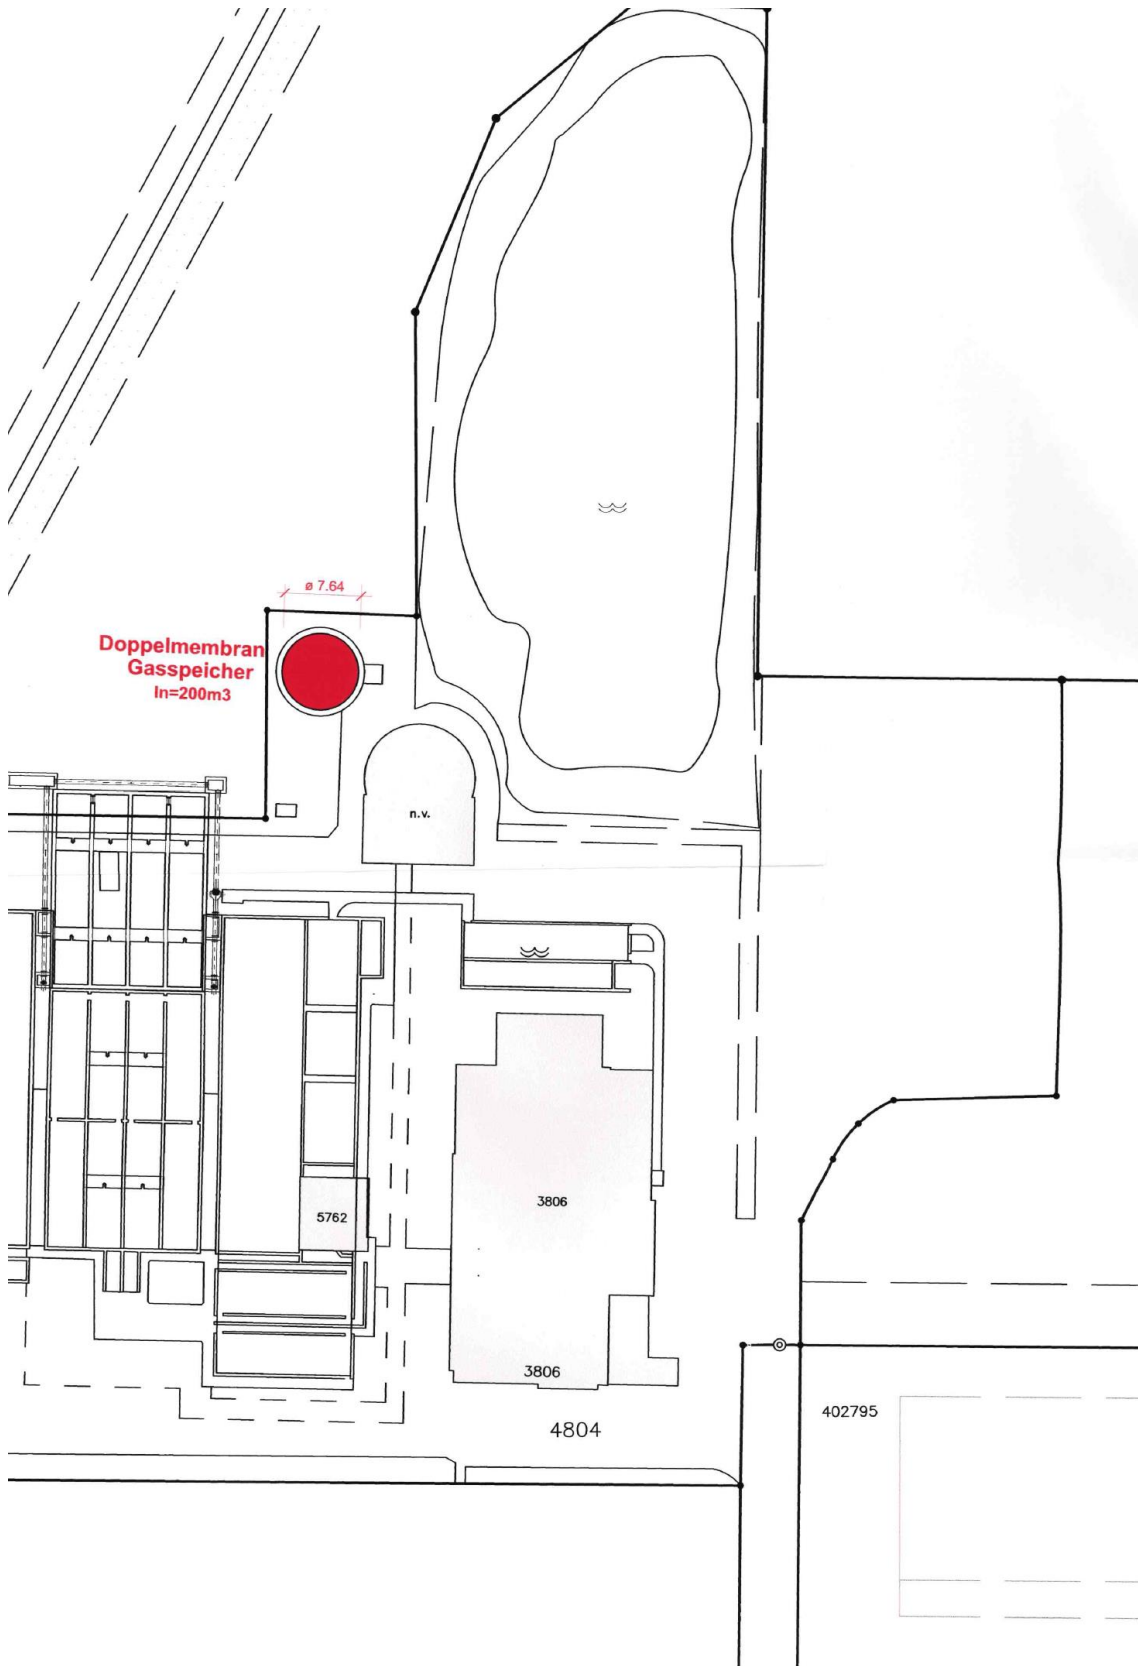 ø 7.64
Doppelmembran
Gasspeicher
In=200m3
n.v.
5762
3806
3806
4804
402795